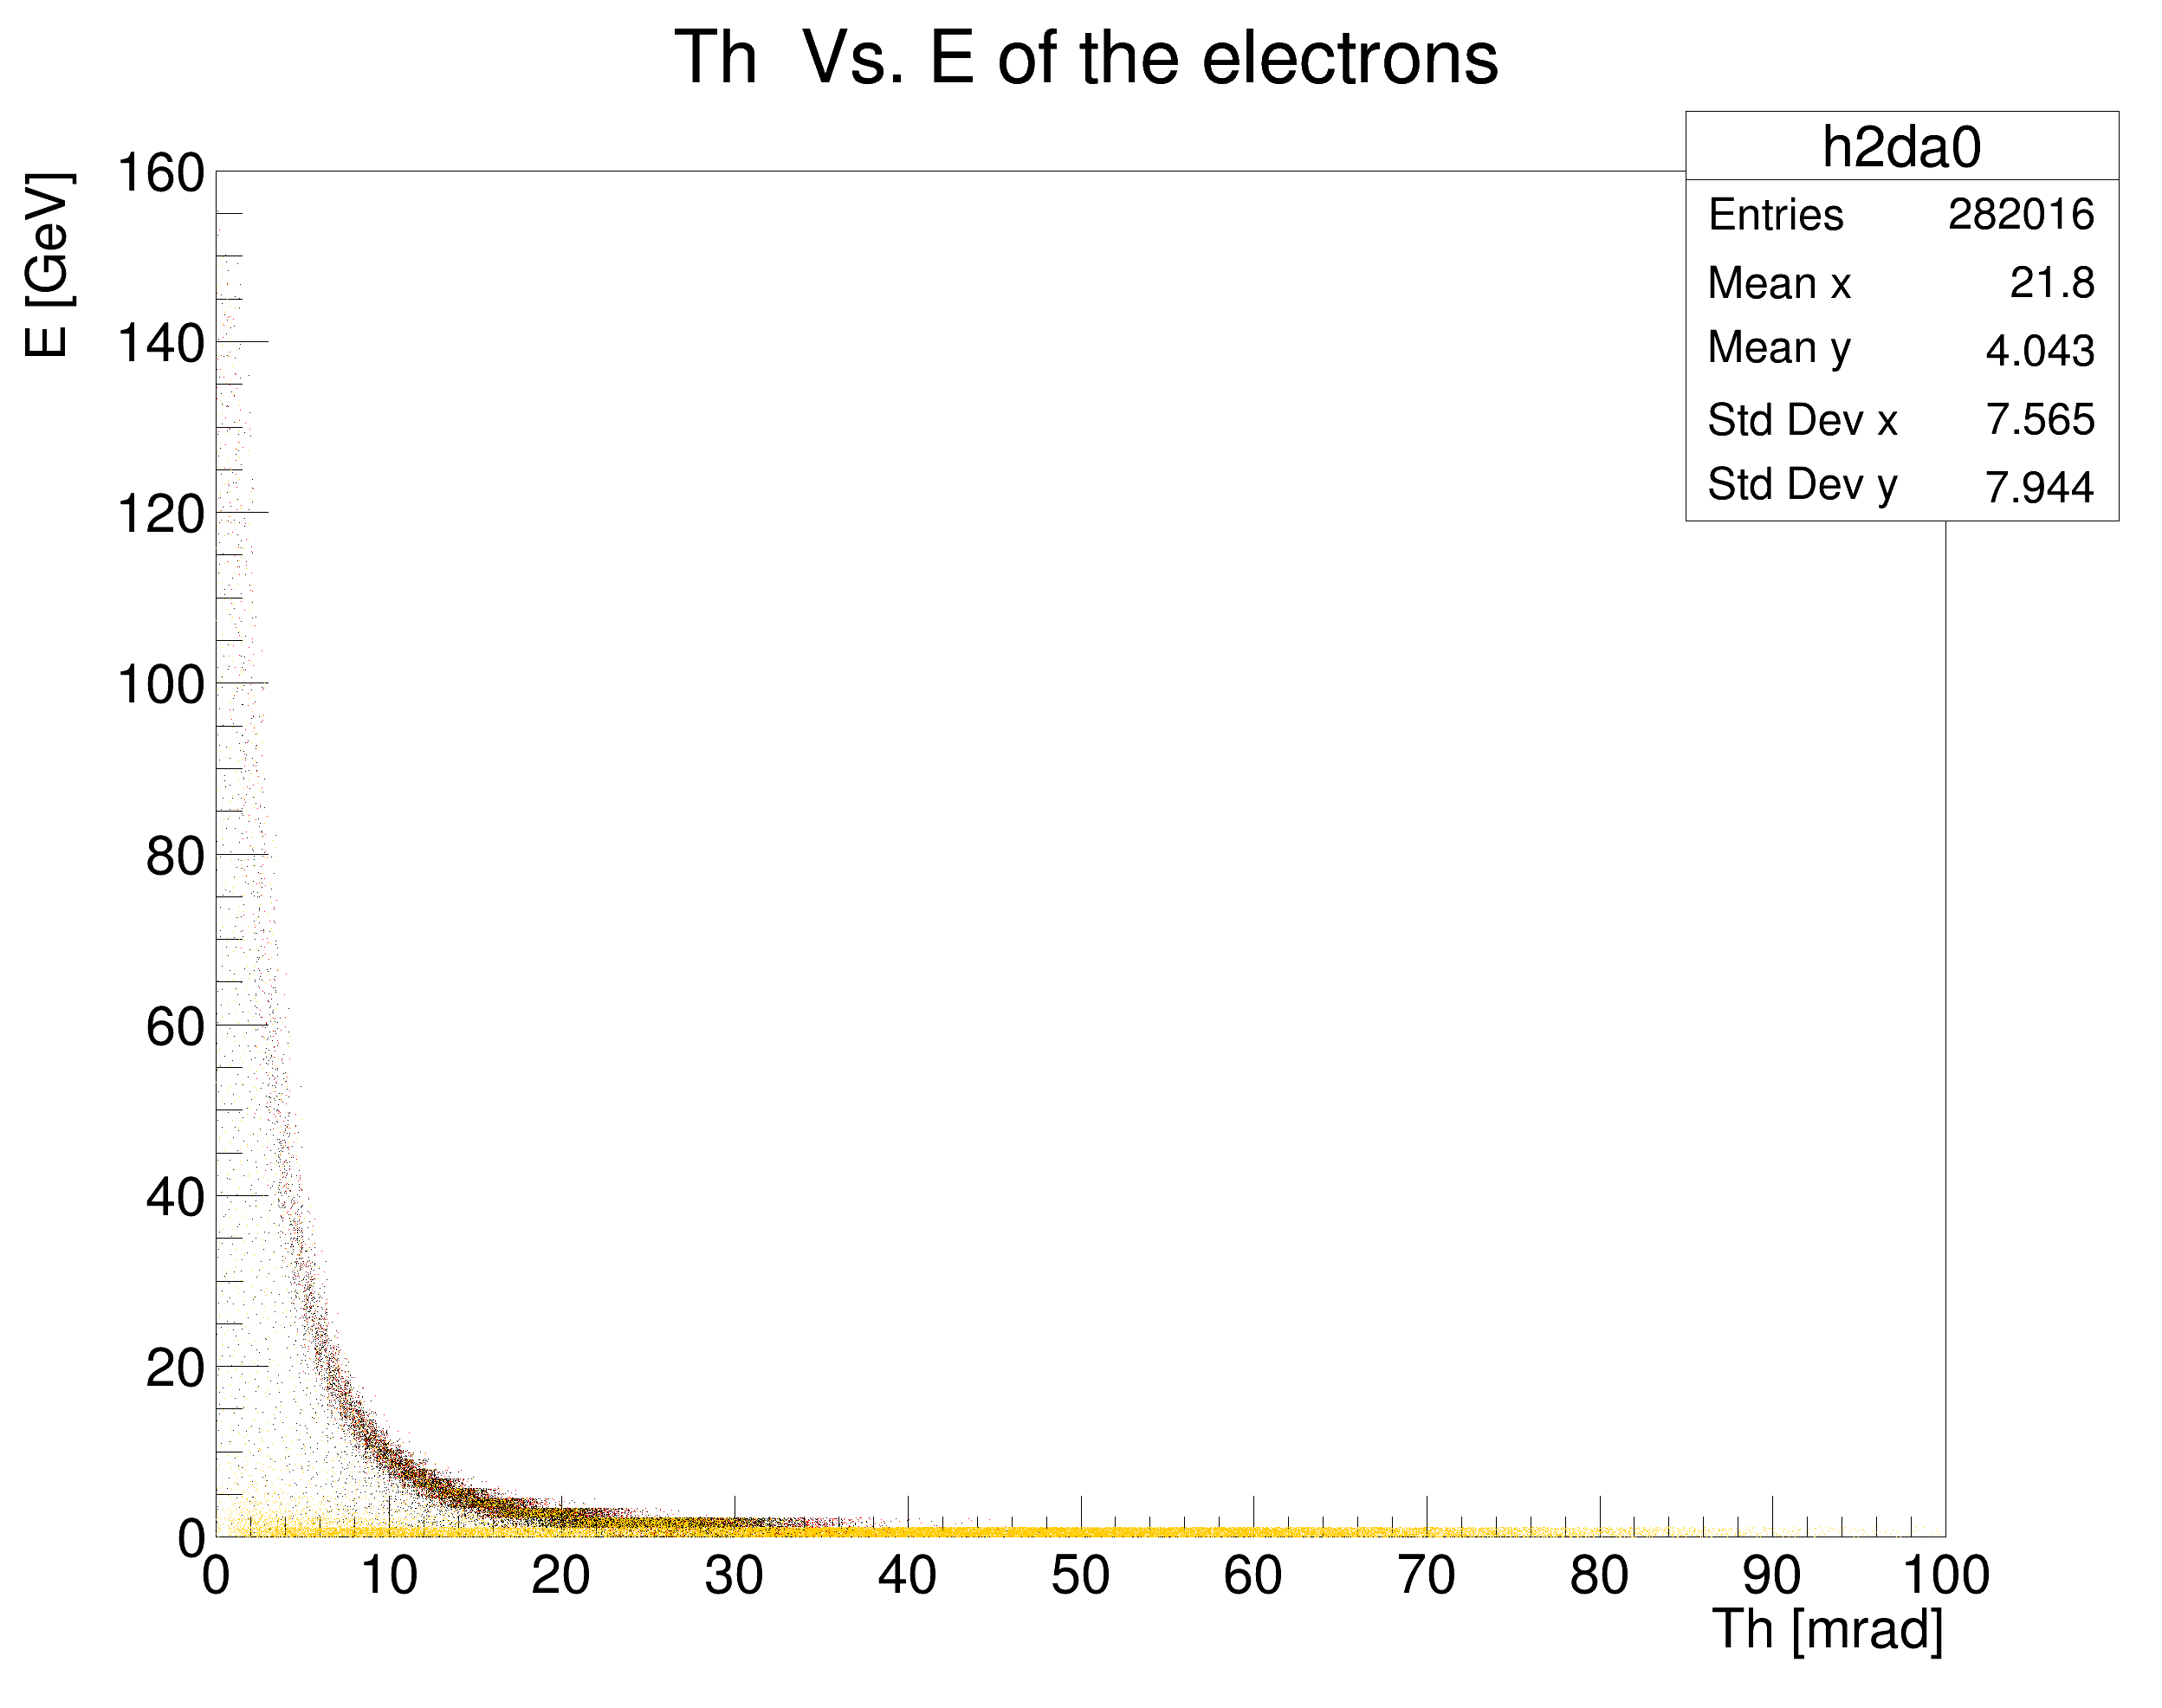 Th  Vs. E of the electrons
h2da0
Entries 282016
Mean x 21.8
Mean y 4.043
Std Dev x 7.565
Std Dev y 7.944
E [GeV]
160
140
120
100
80
60
40
20
0
0 10 20 30 40 50 60 70 80 90 100
Th [mrad]